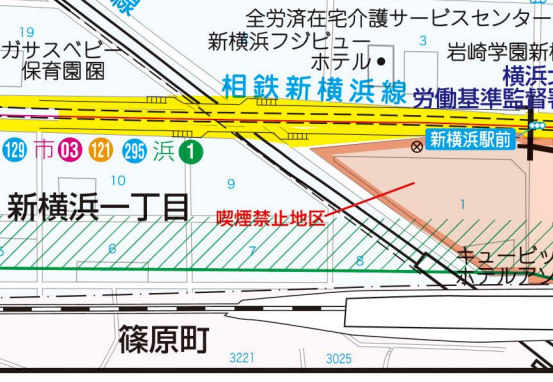 19
全労済在宅介護サービスセンター
ガサスベビー
保育園
新横浜フジビュー
ホテル
3
岩崎学園新
相鉄新横浜線
横浜
労働基準監督署
新横浜駅前
129 市 03 121 295 浜 1
10
9
1
新横浜一丁目
喫煙禁止地区
6
7
8
キュービッ
ホテルアソ
篠原町
3221
3025